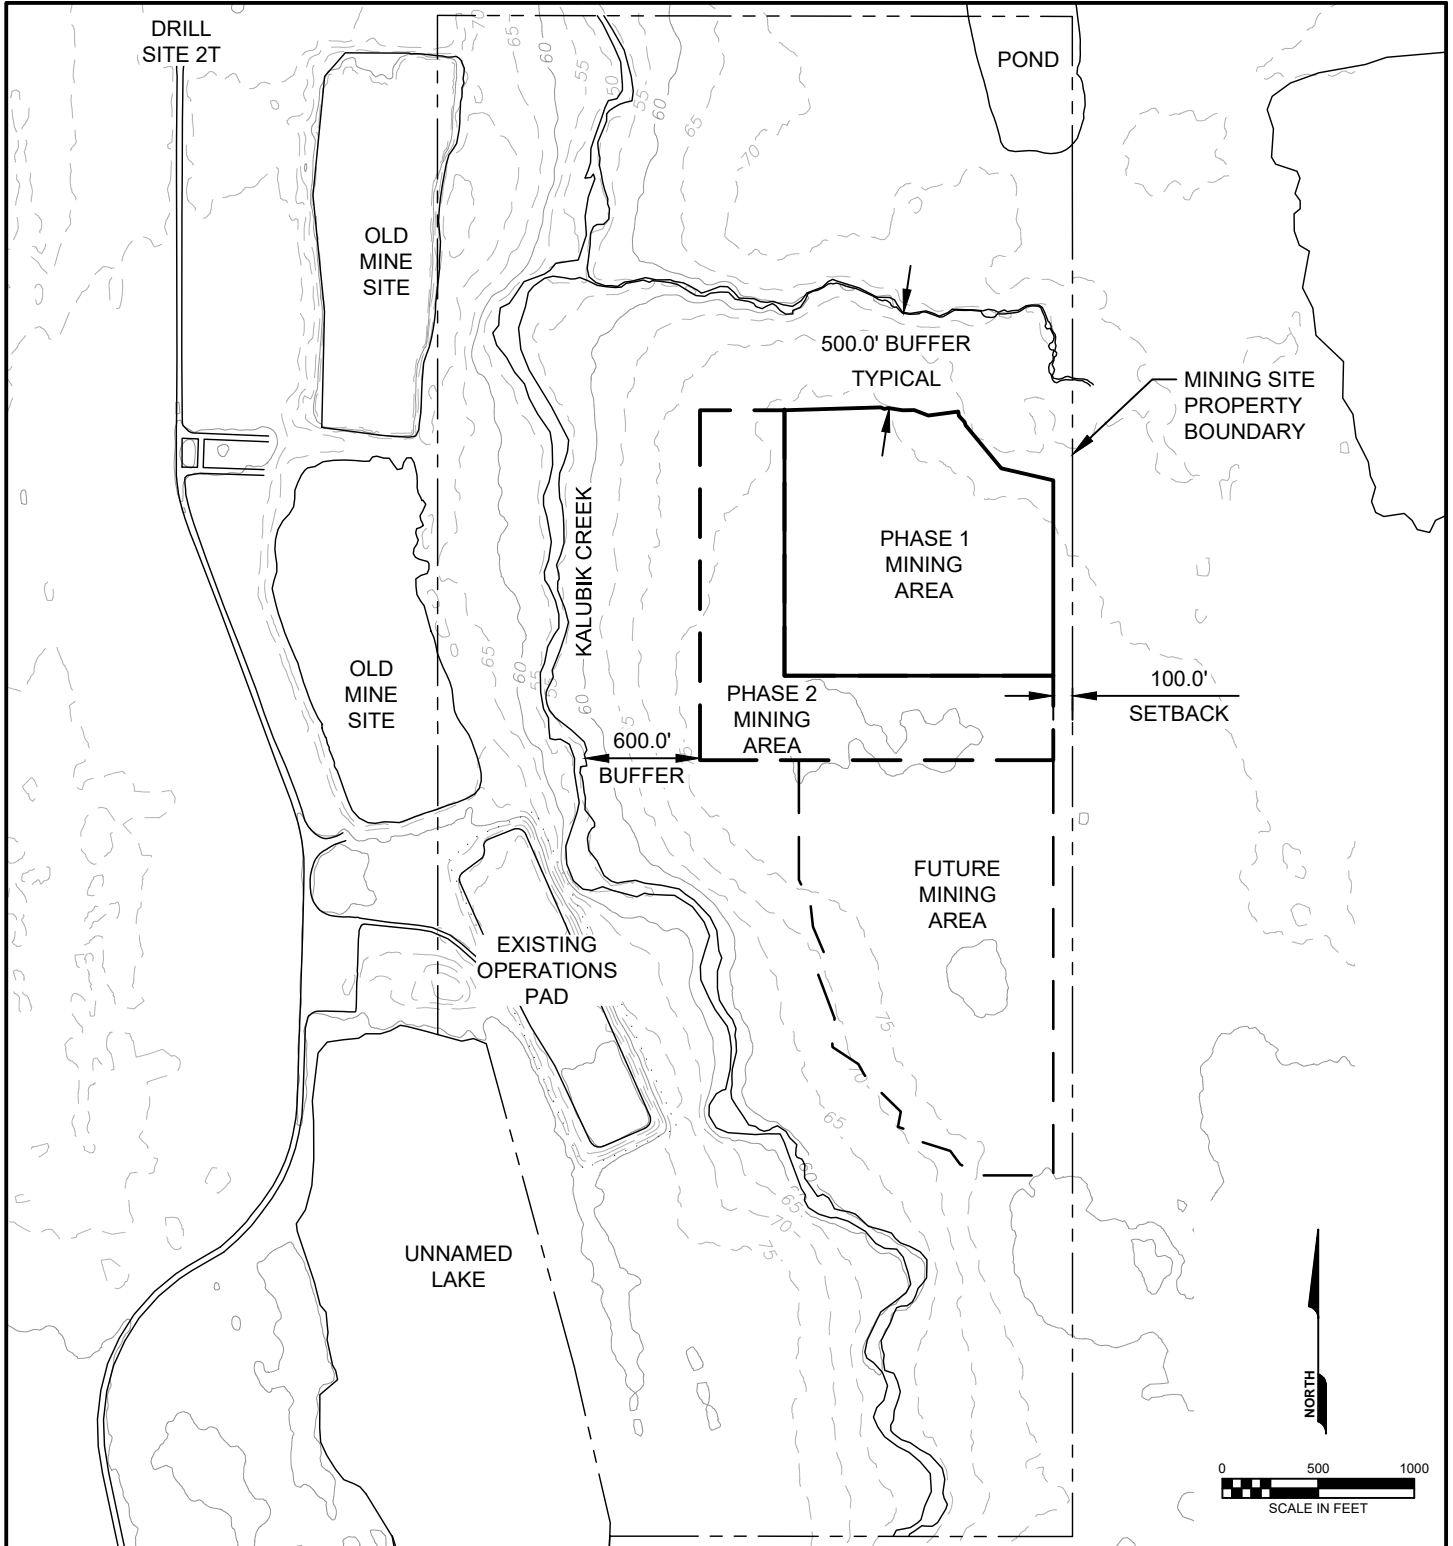 DRILL
SITE 2T
POND
70
65
60
55
50
55
60
65
70
OLD
MINE
SITE
500.0' BUFFER
TYPICAL
MINING SITE
PROPERTY
BOUNDARY
KALUBIK CREEK
PHASE 1
MINING
AREA
OLD
MINE
SITE
65
60
55
60
PHASE 2
MINING
AREA
100.0'
SETBACK
600.0'
BUFFER
FUTURE
MINING
AREA
EXISTING
OPERATIONS
PAD
75
70
65
60
65
70
75
UNNAMED
LAKE
NORTH
0 500 1000
SCALE IN FEET